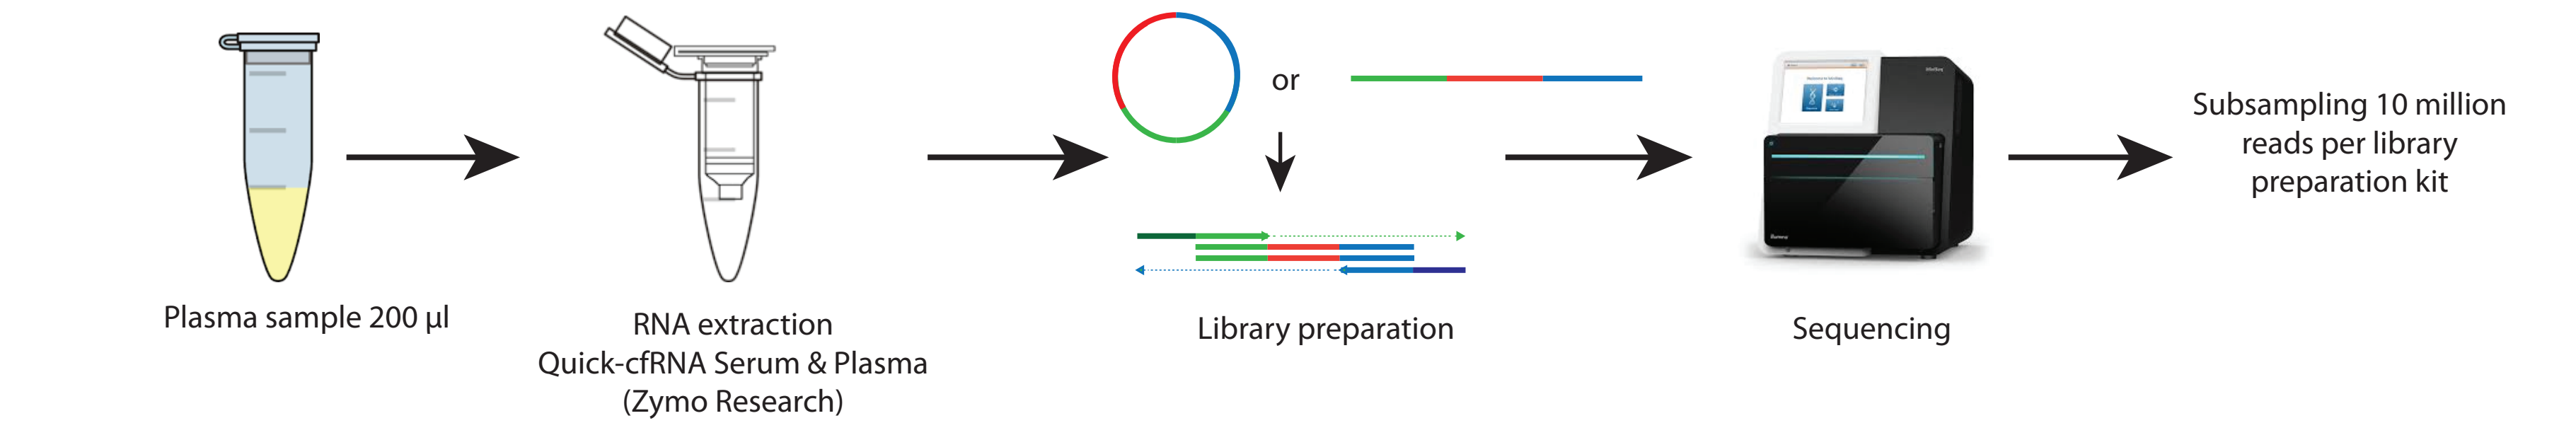 Plasma sample 200 µl
RNA extraction
Quick-cfRNA Serum & Plasma
(Zymo Research)
or
Library preparation
Sequencing
Subsampling 10 million
reads per library
preparation kit